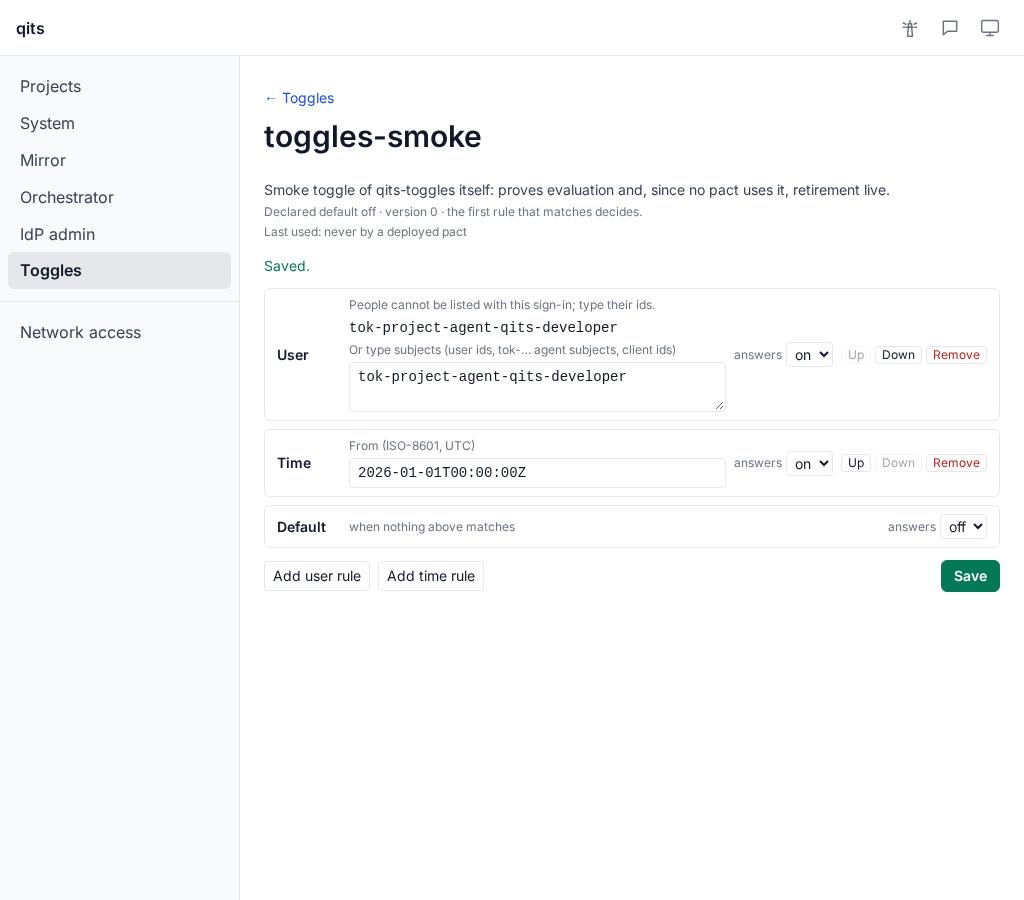 qits
Projects
System
Mirror
Orchestrator
IdP admin
Toggles
Network access
← Toggles
toggles-smoke
Smoke toggle of qits-toggles itself: proves evaluation and, since no pact uses it, retirement live.
Declared default off · version 0 · the first rule that matches decides.
Last used: never by a deployed pact
Saved.
User
People cannot be listed with this sign-in; type their ids.
tok-project-agent-qits-developer
Or type subjects (user ids, tok-… agent subjects, client ids)
tok-project-agent-qits-developer
answers on Up Down Remove
Time
From (ISO-8601, UTC)
2026-01-01T00:00:00Z
answers on Up Down Remove
Default when nothing above matches answers off
Add user rule Add time rule Save